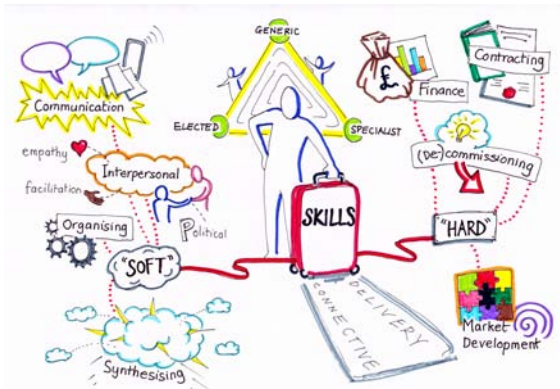 GENERIC
ELECTED
SPECIALIST
Communication
empathy
Interpersonal
facilitation
Political
Organising
"SOFT"
Synthesising
SKILLS
CONNECTIVE
DELIVERY
£
Finance
Contracting
(De-)commissioning
"HARD"
Market
Development